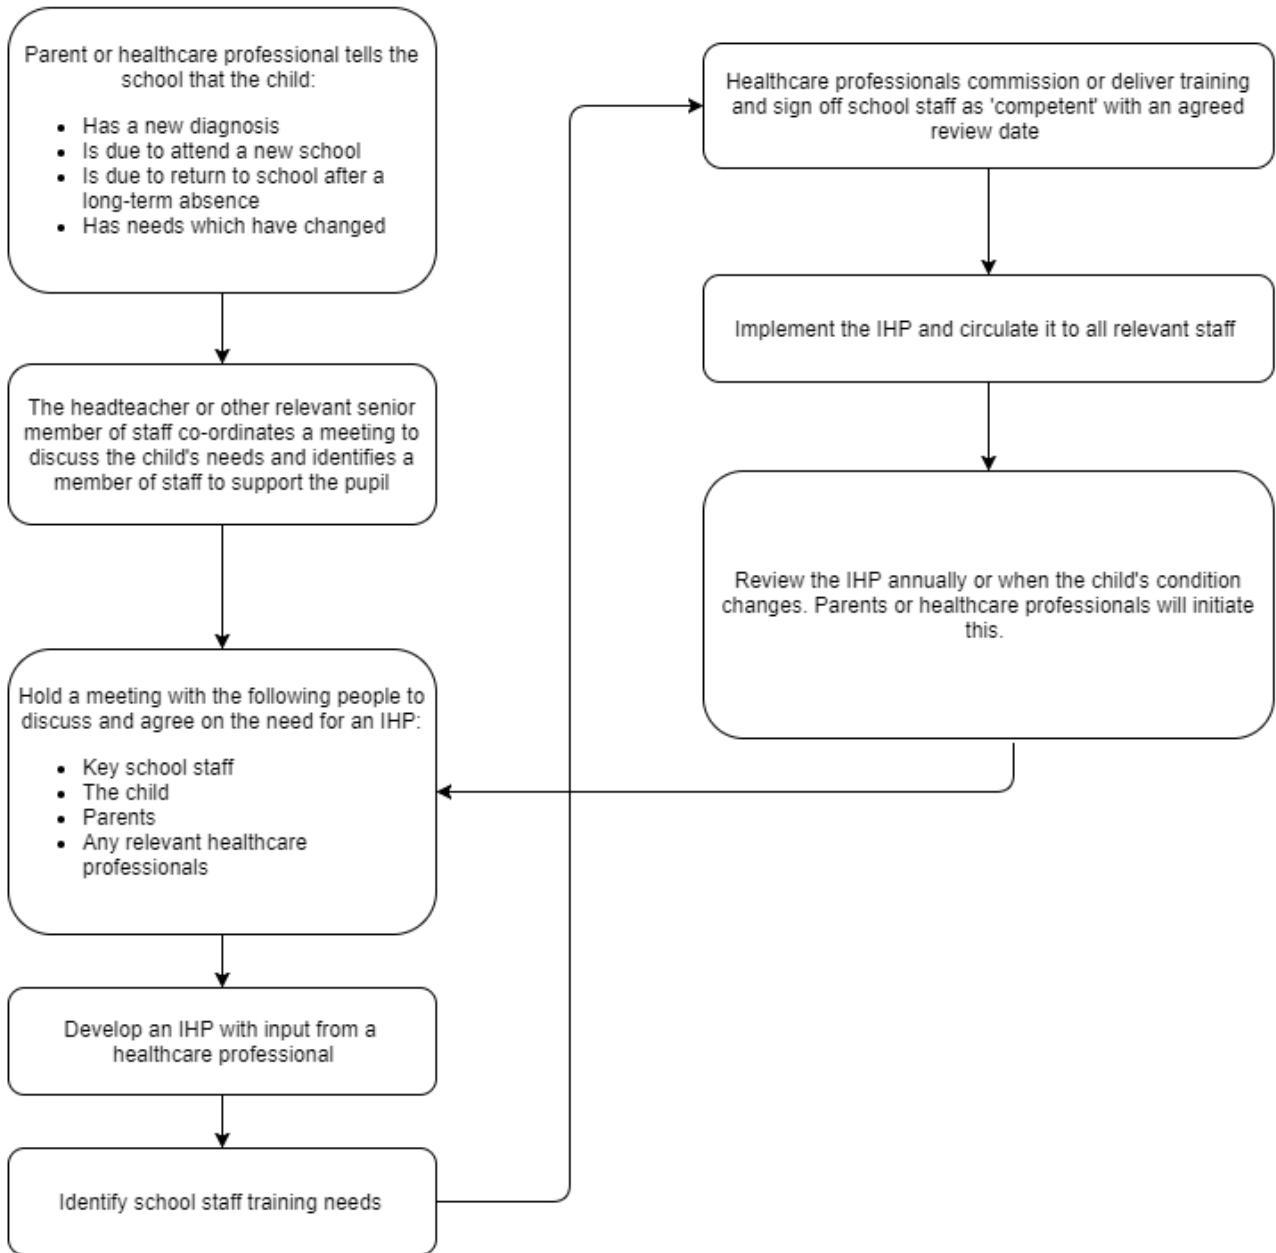 Parent or healthcare professional tells the
school that the child:
• Has a new diagnosis
• Is due to attend a new school
• Is due to return to school after a
long-term absence
• Has needs which have changed
The headteacher or other relevant senior
member of staff co-ordinates a meeting to
discuss the child's needs and identifies a
member of staff to support the pupil
Hold a meeting with the following people to
discuss and agree on the need for an IHP:
• Key school staff
• The child
• Parents
• Any relevant healthcare
professionals
Develop an IHP with input from a
healthcare professional
Identify school staff training needs
Healthcare professionals commission or deliver training
and sign off school staff as 'competent' with an agreed
review date
Implement the IHP and circulate it to all relevant staff
Review the IHP annually or when the child's condition
changes. Parents or healthcare professionals will initiate
this.